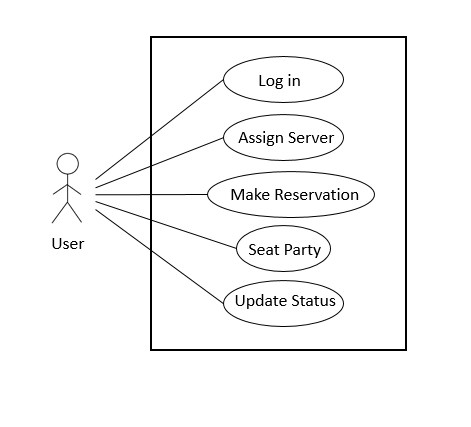 Log in
Assign Server
Make Reservation
Seat Party
Update Status
User